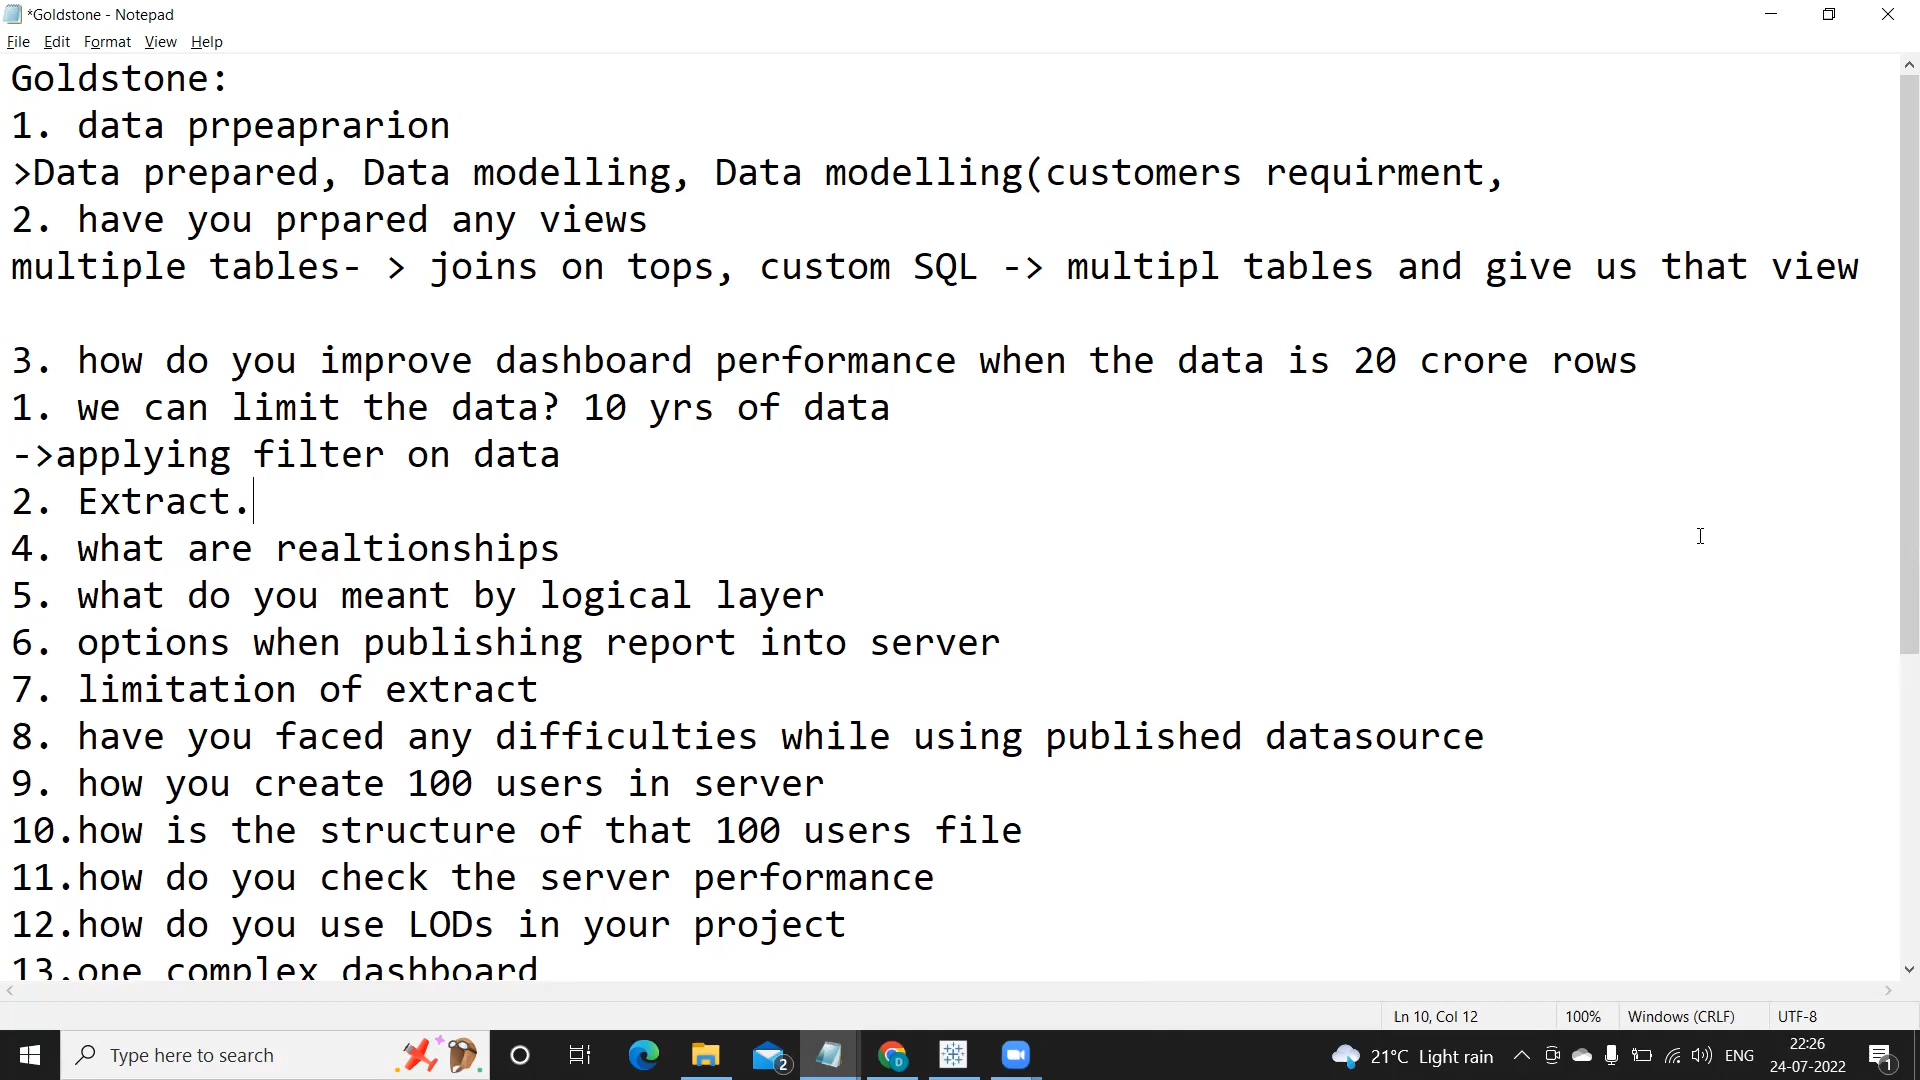 *Goldstone - Notepad
File Edit Format View Help
Goldstone:
1. data prpeaprarion
>Data prepared, Data modelling, Data modelling(customers requirment,
2. have you prpared any views
multiple tables- > joins on tops, custom SQL -> multipl tables and give us that view
3. how do you improve dashboard performance when the data is 20 crore rows
1. we can limit the data? 10 yrs of data
->applying filter on data
2. Extract.
4. what are realtionships
5. what do you meant by logical layer
6. options when publishing report into server
7. limitation of extract
8. have you faced any difficulties while using published datasource
9. how you create 100 users in server
10.how is the structure of that 100 users file
11.how do you check the server performance
12.how do you use LODs in your project
13.one complex dashboard
Ln 10, Col 12 100% Windows (CRLF) UTF-8
Type here to search 2 D 21°C Light rain ENG 22:26 24-07-2022 1